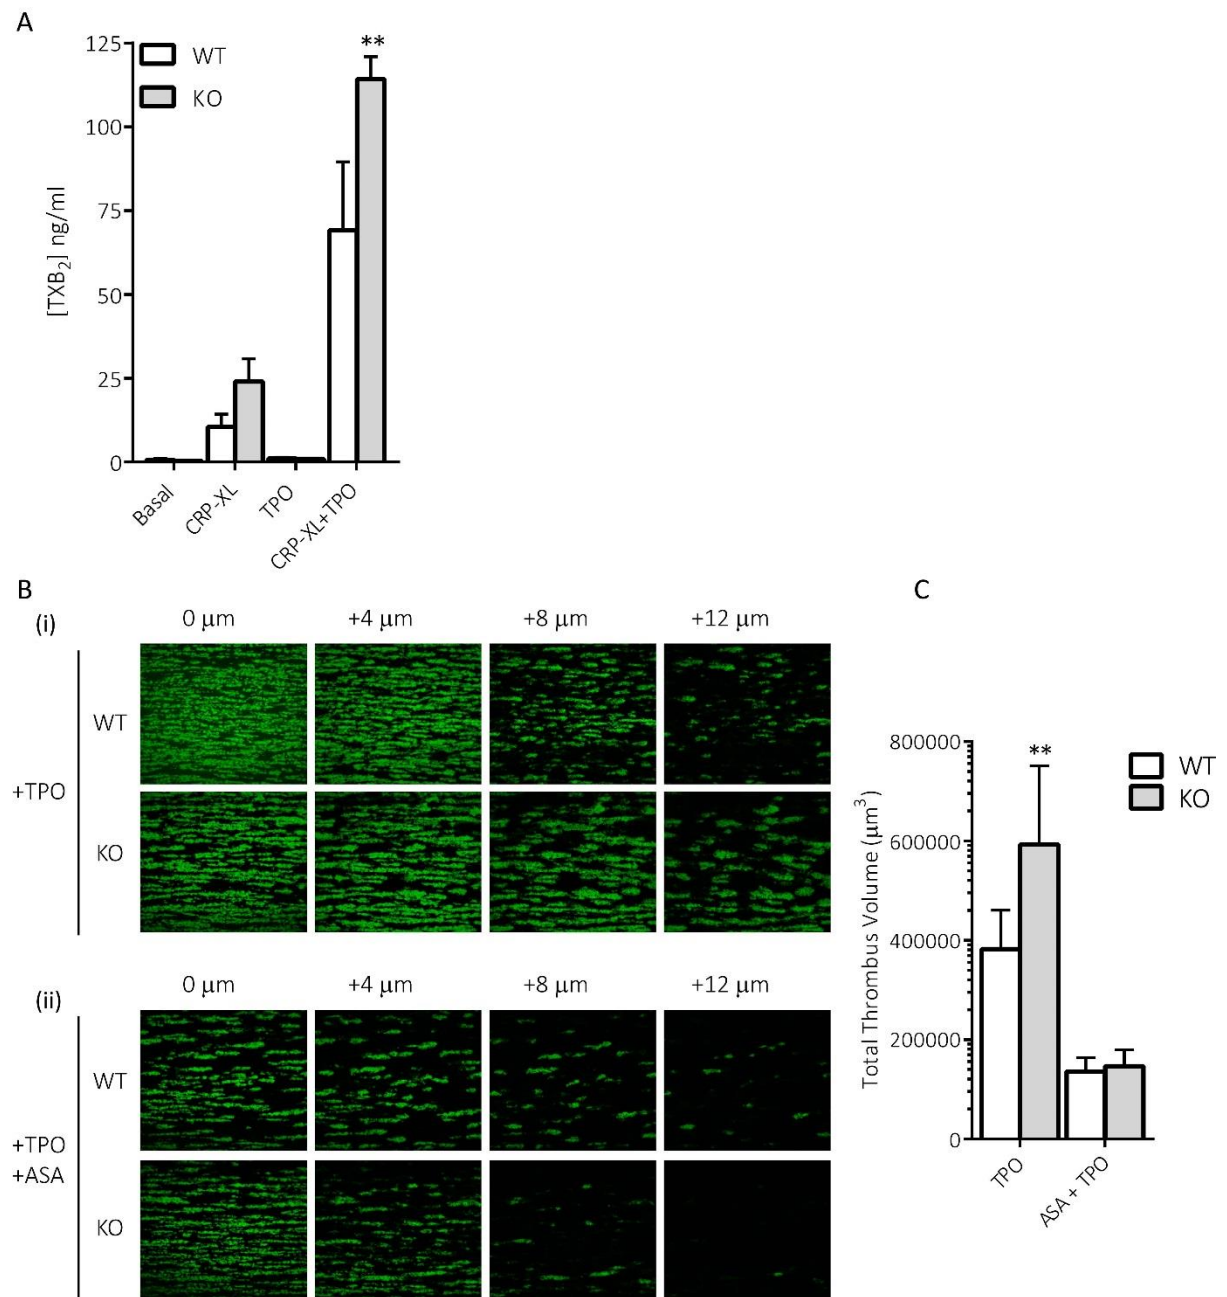 A
**
125
100
75
50
25
0
[TXB₂] ng/ml
WT
KO
Basal
CRP-XL
TPO
CRP-XL+TPO
B
(i)
0 μm
+4 μm
+8 μm
+12 μm
+TPO
WT
KO
(ii)
0 μm
+4 μm
+8 μm
+12 μm
+TPO
+ASA
WT
KO
C
**
800000
600000
400000
200000
0
Total Thrombus Volume (μm³)
WT
KO
TPO
ASA + TPO